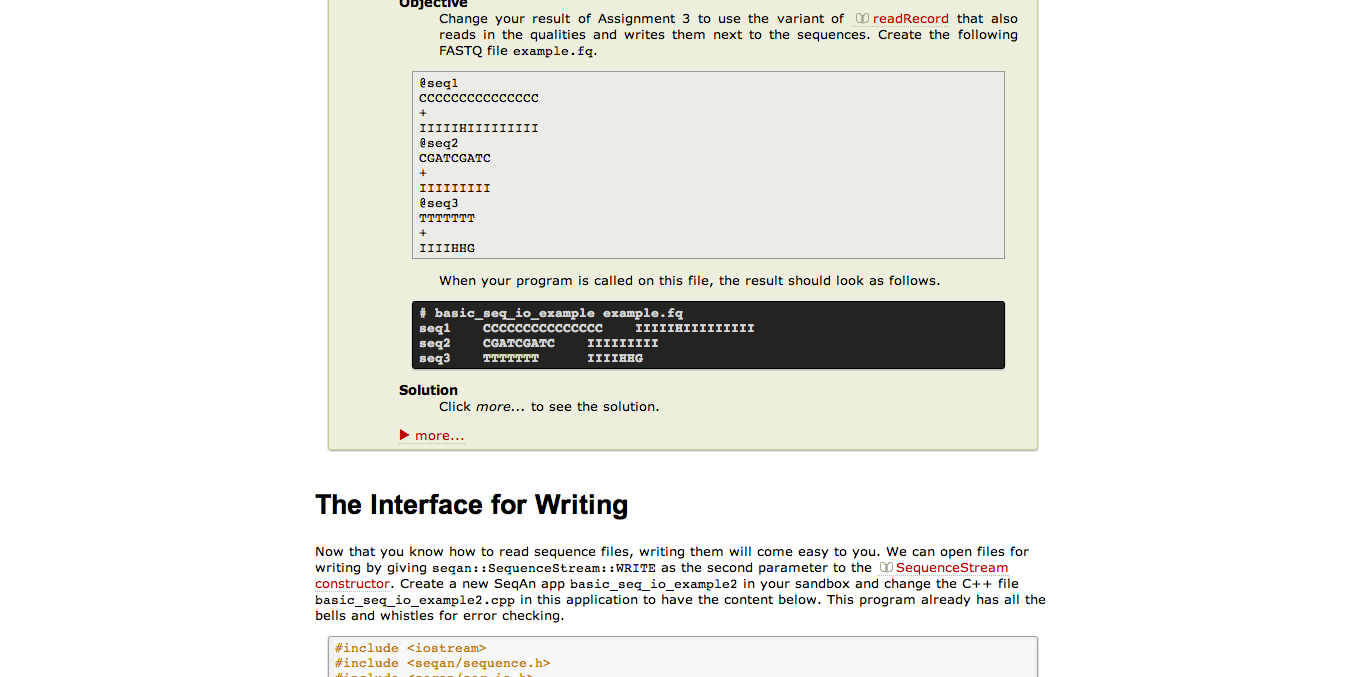 Objective
Change your result of Assignment 3 to use the variant of readRecord that also
reads in the qualities and writes them next to the sequences. Create the following
FASTQ file example.fq.
@seq1
CCCCCCCCCCCCCCC
+
IIIIIHIIIIIIIII
@seq2
CGATCGATC
+
IIIIIIIII
@seq3
TTTTTTT
+
IIIIHHG
When your program is called on this file, the result should look as follows.
# basic_seq_io_example example.fq
seq1    CCCCCCCCCCCCCCC    IIIIIHIIIIIIIII
seq2    CGATCGATC    IIIIIIIII
seq3    TTTTTTT      IIIIHHG
Solution
Click more... to see the solution.
▶ more...
The Interface for Writing
Now that you know how to read sequence files, writing them will come easy to you. We can open files for
writing by giving seqan::SequenceStream::WRITE as the second parameter to the SequenceStream
constructor. Create a new SeqAn app basic_seq_io_example2 in your sandbox and change the C++ file
basic_seq_io_example2.cpp in this application to have the content below. This program already has all the
bells and whistles for error checking.
#include <iostream>
#include <seqan/sequence.h>
#include <seqan/seq_io.h>